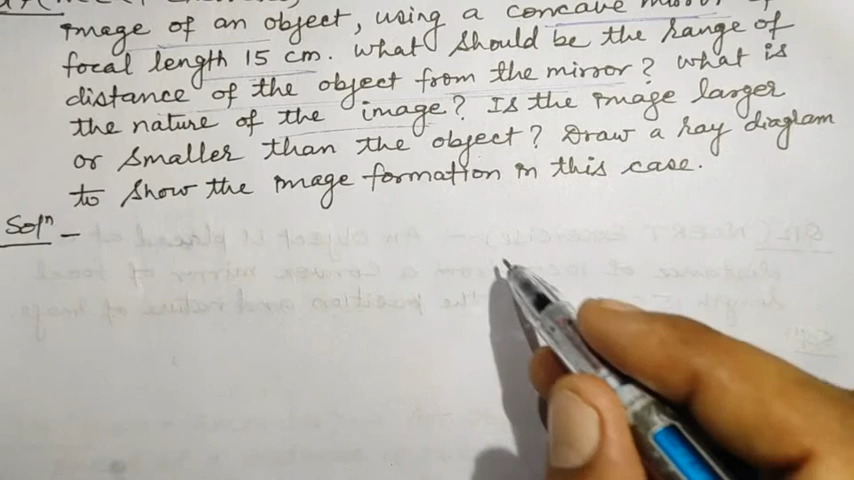 image of an object, using a concave mirror of
focal length 15 cm. What should be the range of
distance of the object from the mirror? What is
the nature of the image? Is the image larger
or smaller than the object? Draw a ray diagram
to show the image formation in this case.
Solⁿ -